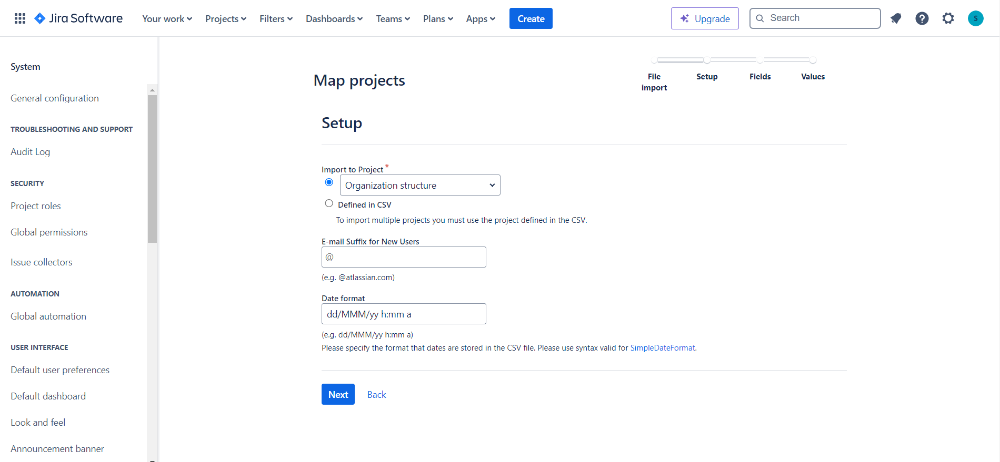 Jira Software
Your work
Projects
Filters
Dashboards
Teams
Plans
Apps
Create
Upgrade
Search
?
S
System
General configuration
TROUBLESHOOTING AND SUPPORT
Audit Log
SECURITY
Project roles
Global permissions
Issue collectors
AUTOMATION
Global automation
USER INTERFACE
Default user preferences
Default dashboard
Look and feel
Announcement banner
Map projects
File import
Setup
Fields
Values
Setup
Import to Project *
Organization structure
Defined in CSV
To import multiple projects you must use the project defined in the CSV.
E-mail Suffix for New Users
@
(e.g. @atlassian.com)
Date format
dd/MMM/yy h:mm a
(e.g. dd/MMM/yy h:mm a)
Please specify the format that dates are stored in the CSV file. Please use syntax valid for SimpleDateFormat.
Next
Back